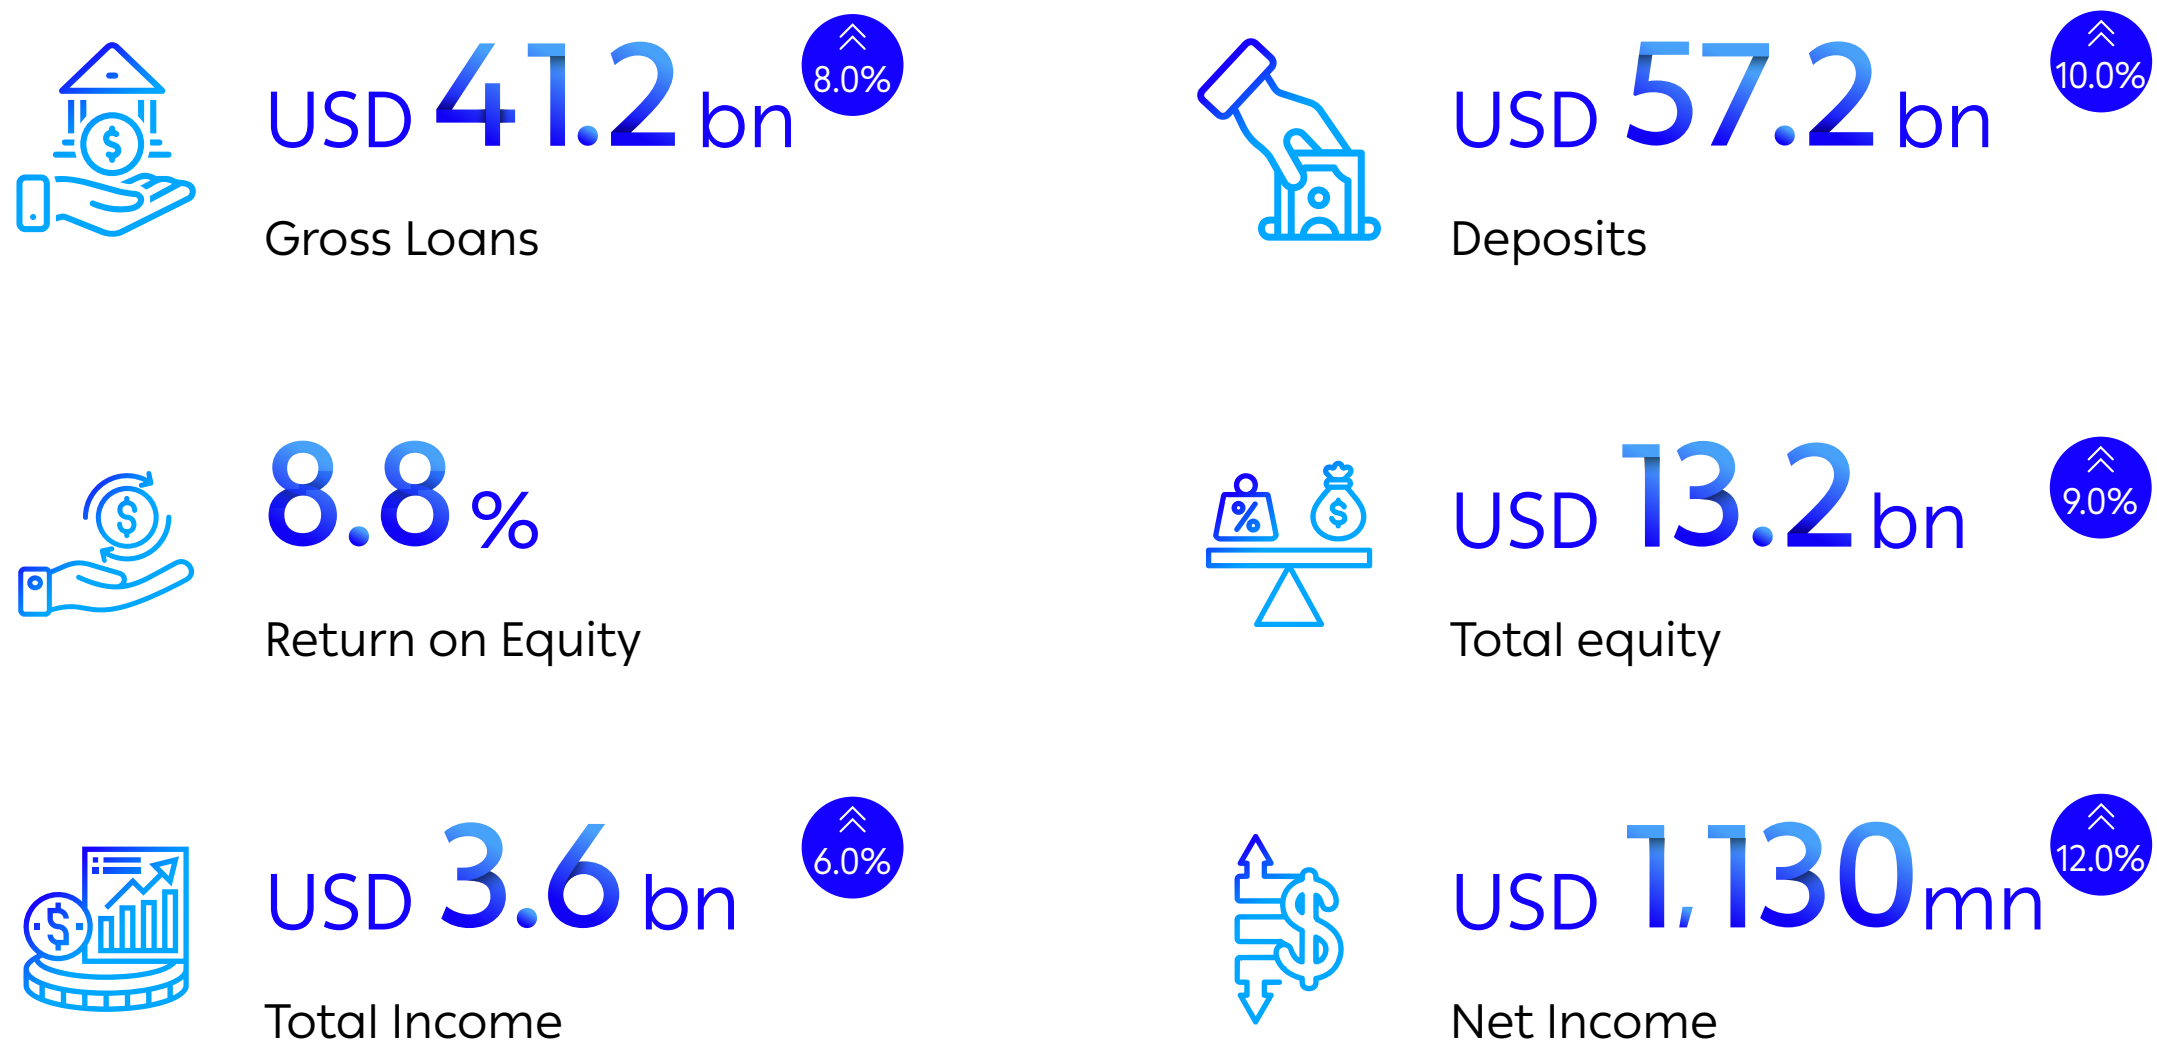 USD 41.2 bn
8.0%
Gross Loans
USD 57.2 bn
10.0%
Deposits
8.8 %
Return on Equity
USD 13.2 bn
9.0%
Total equity
USD 3.6 bn
6.0%
Total Income
USD 1,130 mn
12.0%
Net Income